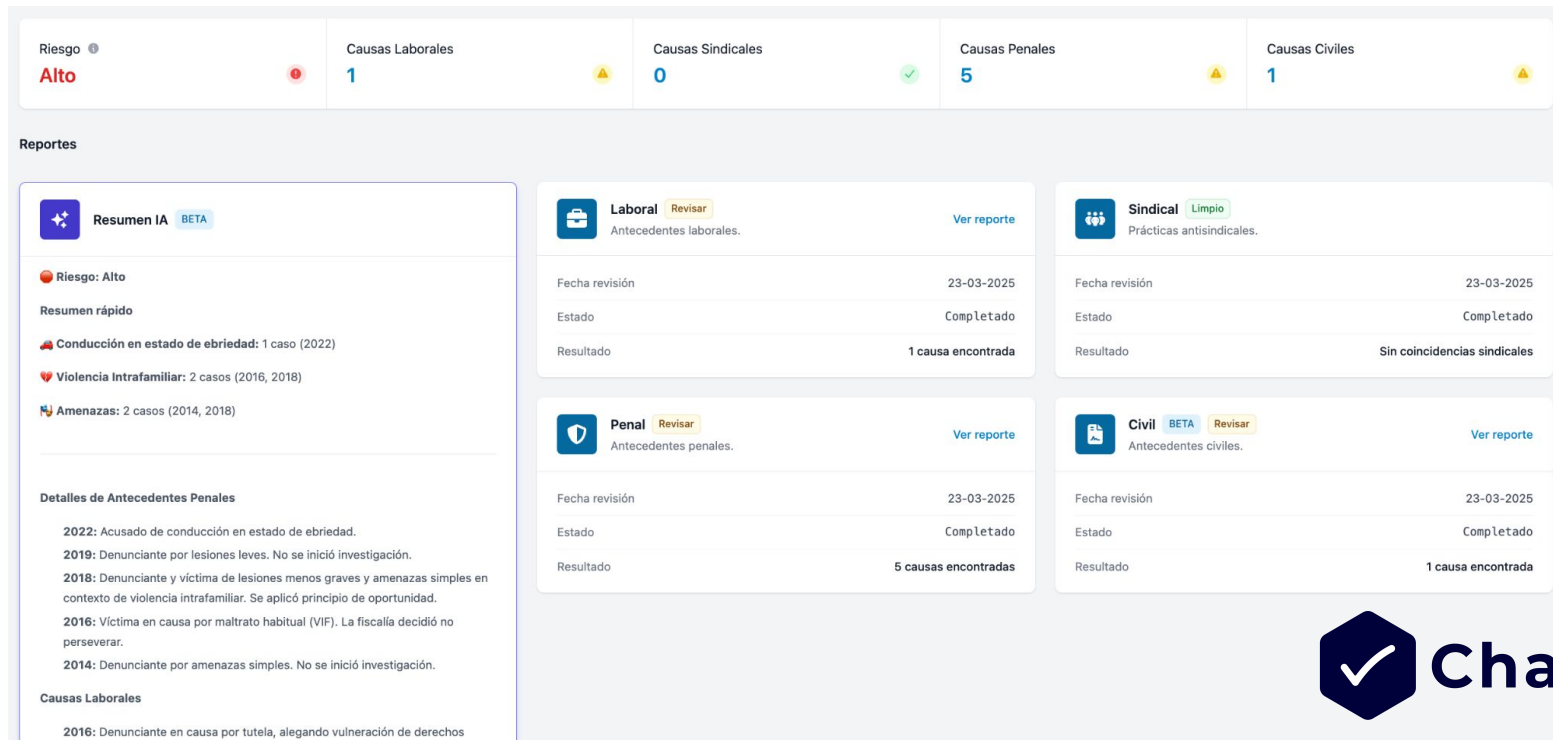 Riesgo
Alto
Causas Laborales
1
Causas Sindicales
0
Causas Penales
5
Causas Civiles
1
Reportes
Resumen IA BETA
🛑 Riesgo: Alto
Resumen rápido
🚗 Conducción en estado de ebriedad: 1 caso (2022)
💔 Violencia Intrafamiliar: 2 casos (2016, 2018)
Amenazas: 2 casos (2014, 2018)
Detalles de Antecedentes Penales
2022: Acusado de conducción en estado de ebriedad.
2019: Denunciante por lesiones leves. No se inició investigación.
2018: Denunciante y víctima de lesiones menos graves y amenazas simples en
contexto de violencia intrafamiliar. Se aplicó principio de oportunidad.
2016: Víctima en causa por maltrato habitual (VIF). La fiscalía decidió no
perseverar.
2014: Denunciante por amenazas simples. No se inició investigación.
Causas Laborales
2016: Denunciante en causa por tutela, alegando vulneración de derechos
Laboral Revisar
Antecedentes laborales.
Ver reporte
Fecha revisión 23-03-2025
Estado Completado
Resultado 1 causa encontrada
Sindical Limpio
Prácticas antisindicales.
Fecha revisión 23-03-2025
Estado Completado
Resultado Sin coincidencias sindicales
Penal Revisar
Antecedentes penales.
Ver reporte
Fecha revisión 23-03-2025
Estado Completado
Resultado 5 causas encontradas
Civil BETA Revisar
Antecedentes civiles.
Ver reporte
Fecha revisión 23-03-2025
Estado Completado
Resultado 1 causa encontrada
Cha